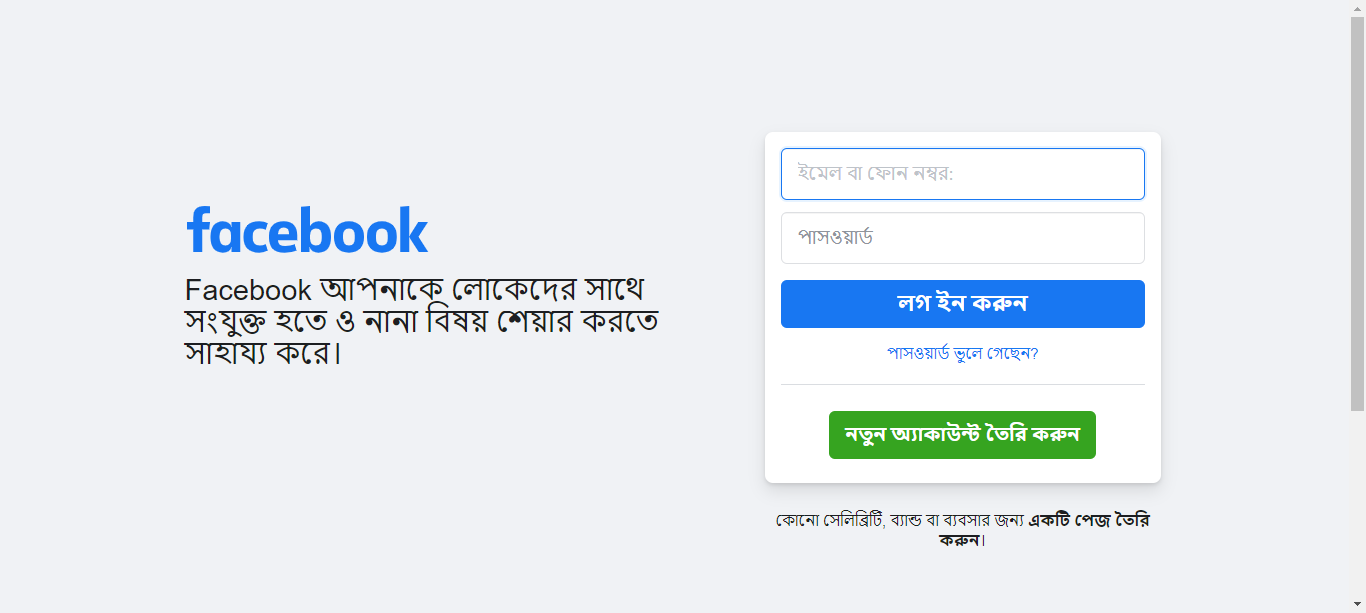 facebook
Facebook আপনাকে লোকেদের সাথে
সংযুক্ত হতে ও নানা বিষয় শেয়ার করতে
সাহায্য করে।
ইমেল বা ফোন নম্বর:
পাসওয়ার্ড
লগ ইন করুন
পাসওয়ার্ড ভুলে গেছেন?
নতুন অ্যাকাউন্ট তৈরি করুন
কোনো সেলিব্রিটি, ব্যান্ড বা ব্যবসার জন্য একটি পেজ তৈরি
করুন।